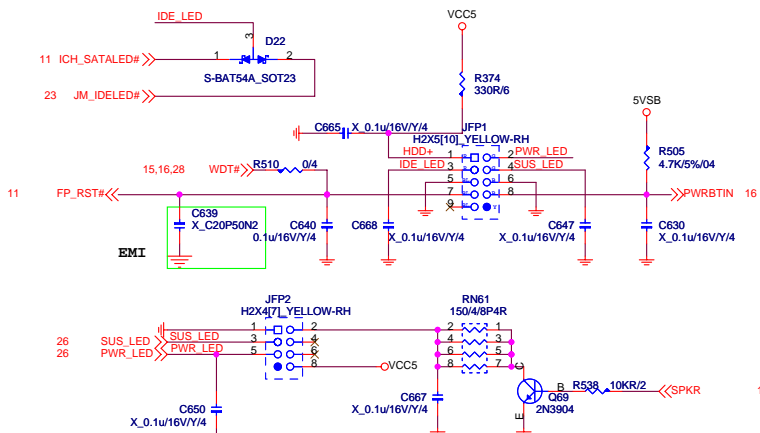 IDE_LED
VCC5
3
D22
11 ICH_SATALED#
1
2
S-BAT54A_SOT23
23 JM_IDELED#
R374
330R/6
5VSB
C665
X_0.1u/16V/Y/4
JFP1
H2X5[10]_YELLOW-RH
HDD+
1
2
PWR_LED
IDE_LED
3
4
SUS_LED
R505
4.7K/5%/04
15,16,28
WDT#
R510
0/4
5
6
11
FP_RST#
7
8
PWRBTIN
16
9
C639
X_C20P50N2
C640
0.1u/16V/Y/4
C668
X_0.1u/16V/Y/4
C647
X_0.1u/16V/Y/4
C630
X_0.1u/16V/Y/4
EMI
JFP2
H2X4[7]_YELLOW-RH
RN61
150/4/8P4R
1
2
2
1
26
SUS_LED
SUS_LED
3
4
4
3
26
PWR_LED
PWR_LED
5
6
6
5
8
VCC5
8
7
C
C650
X_0.1u/16V/Y/4
C667
X_0.1u/16V/Y/4
B
R538
10KR/2
SPKR
1
E
Q69
2N3904